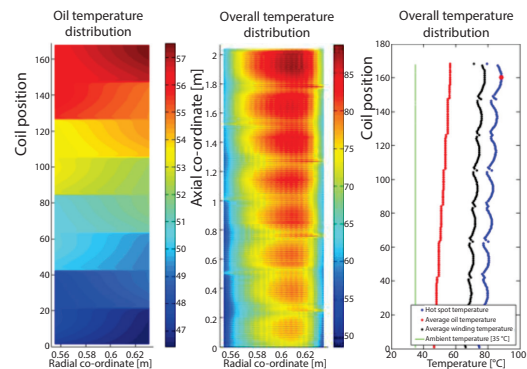 Oil temperature
distribution
Coil position
160
140
120
100
80
60
40
20
0
0.56 0.58 0.6 0.62
Radial co-ordinate [m]
57
56
55
54
53
52
51
50
49
48
47
Overall temperature
distribution
Axial co-ordinate [m]
2
1.8
1.6
1.4
1.2
1
0.8
0.6
0.4
0.2
0
0.56 0.58 0.6 0.62
Radial co-ordinate [m]
85
80
75
70
65
60
55
50
Overall temperature
distribution
Coil position
180
160
140
120
100
80
60
40
20
0
20 40 60 80 100
Temperature [°C]
Hot spot temperature
Average oil temperature
Average winding temperature
Ambient temperature [35 °C]